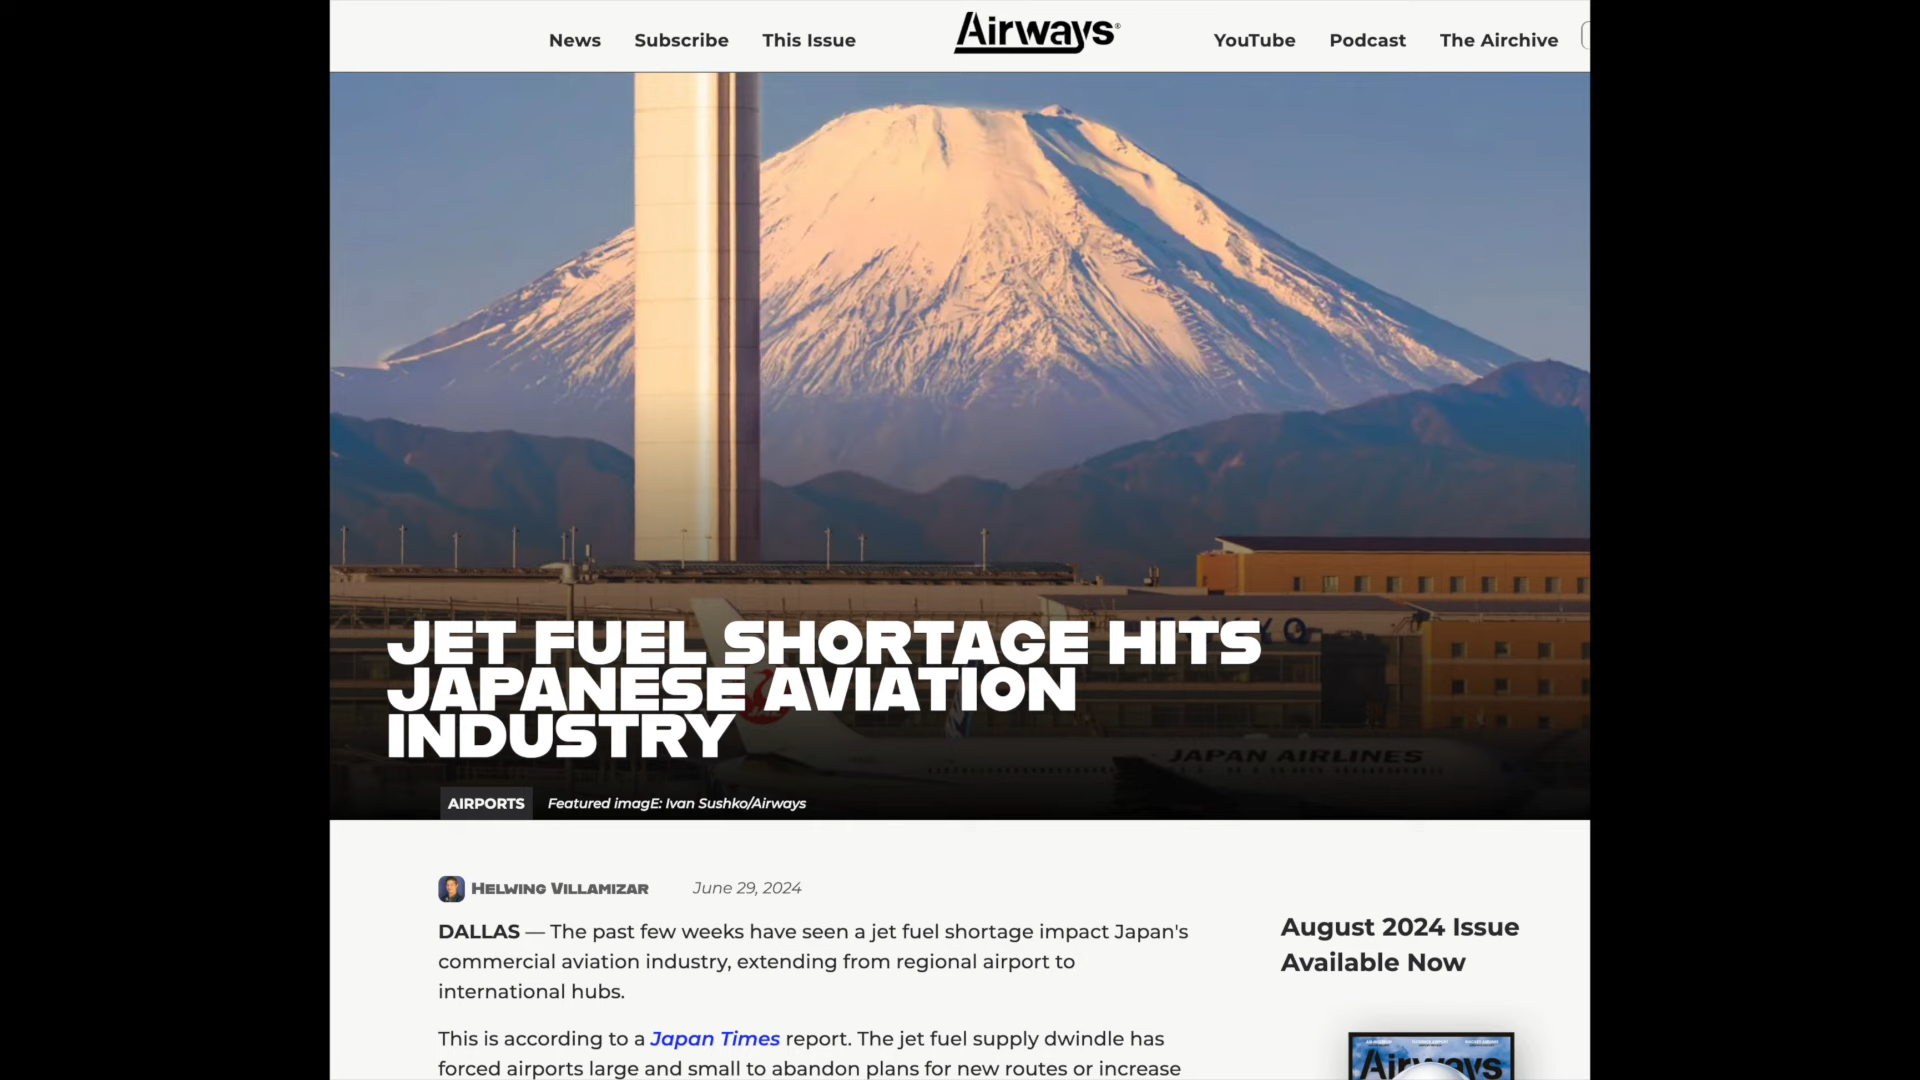 News Subscribe This Issue Airways® YouTube Podcast The Airchive
TOKYO
JET FUEL SHORTAGE HITS
JAPANESE AVIATION
INDUSTRY
JAPAN AIRLINES
AIRPORTS Featured imagE: Ivan Sushko/Airways
Helwing Villamizar June 29, 2024
DALLAS — The past few weeks have seen a jet fuel shortage impact Japan's
commercial aviation industry, extending from regional airport to
international hubs.
This is according to a Japan Times report. The jet fuel supply dwindle has
forced airports large and small to abandon plans for new routes or increase
August 2024 Issue
Available Now
Airways